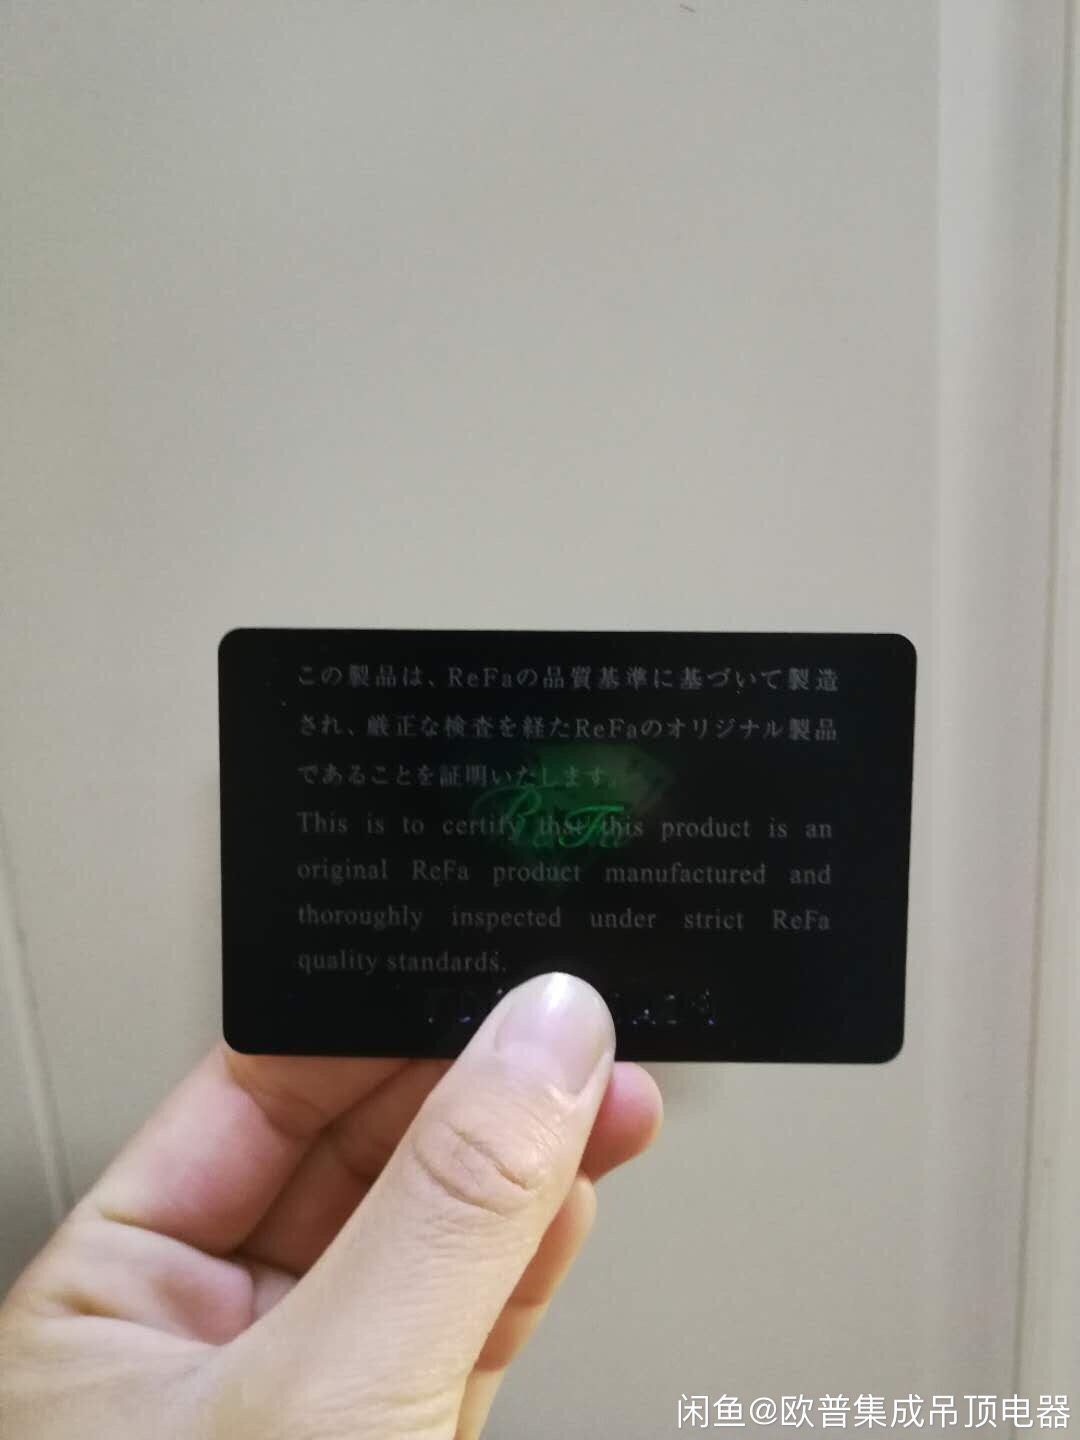 この製品は、ReFaの品質基準に基づいて製造
され、厳正な検査を経たReFaのオリジナル製品
であることを証明いたします。
ReFa
This is to certify that this product is an
original ReFa product manufactured and
thoroughly inspected under strict ReFa
quality standards.
闲鱼@欧普集成吊顶电器